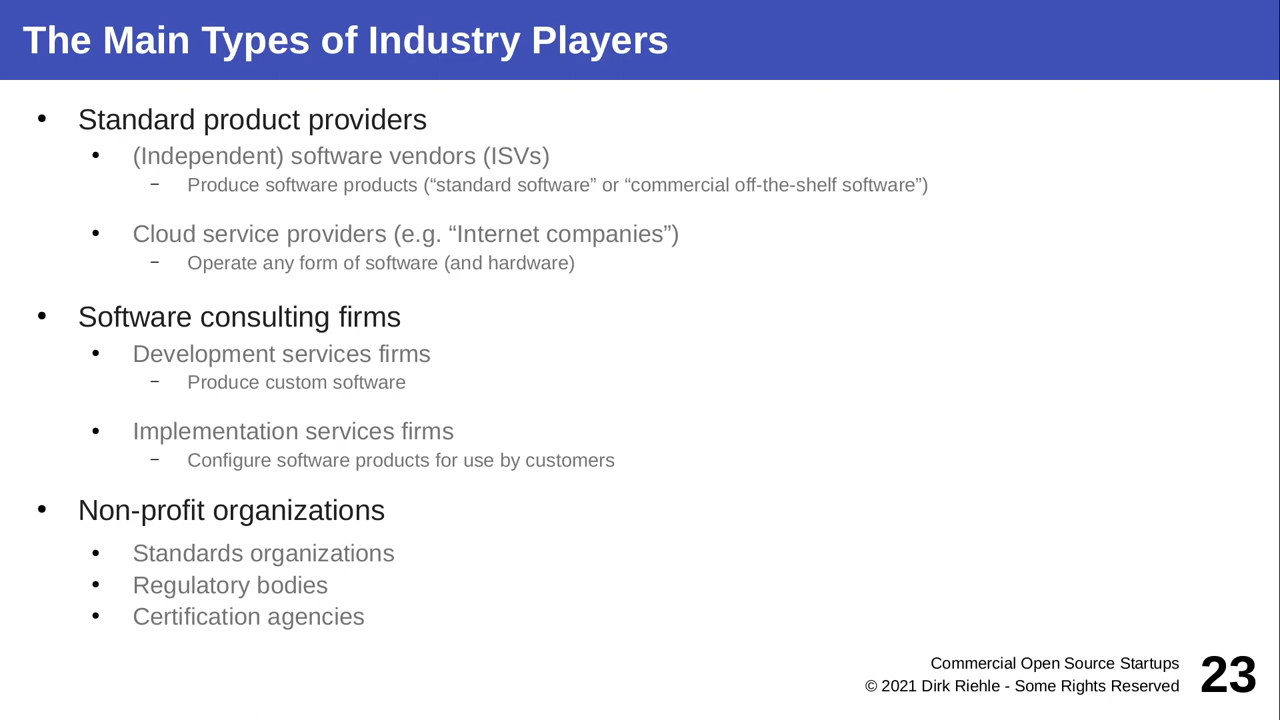 The Main Types of Industry Players
• Standard product providers
• (Independent) software vendors (ISVs)
– Produce software products (“standard software” or “commercial off-the-shelf software”)
• Cloud service providers (e.g. “Internet companies”)
– Operate any form of software (and hardware)
• Software consulting firms
• Development services firms
– Produce custom software
• Implementation services firms
– Configure software products for use by customers
• Non-profit organizations
• Standards organizations
• Regulatory bodies
• Certification agencies
Commercial Open Source Startups
© 2021 Dirk Riehle - Some Rights Reserved
23